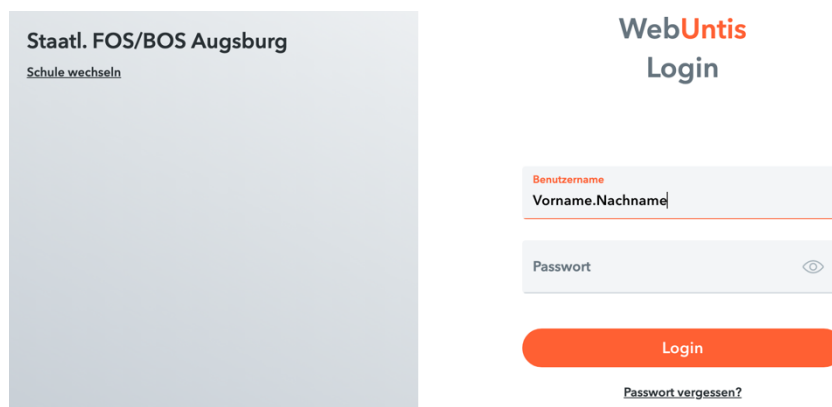 Staatl. FOS/BOS Augsburg
Schule wechseln
WebUntis
Login
Benutzername
Vorname.Nachname
Passwort
Login
Passwort vergessen?